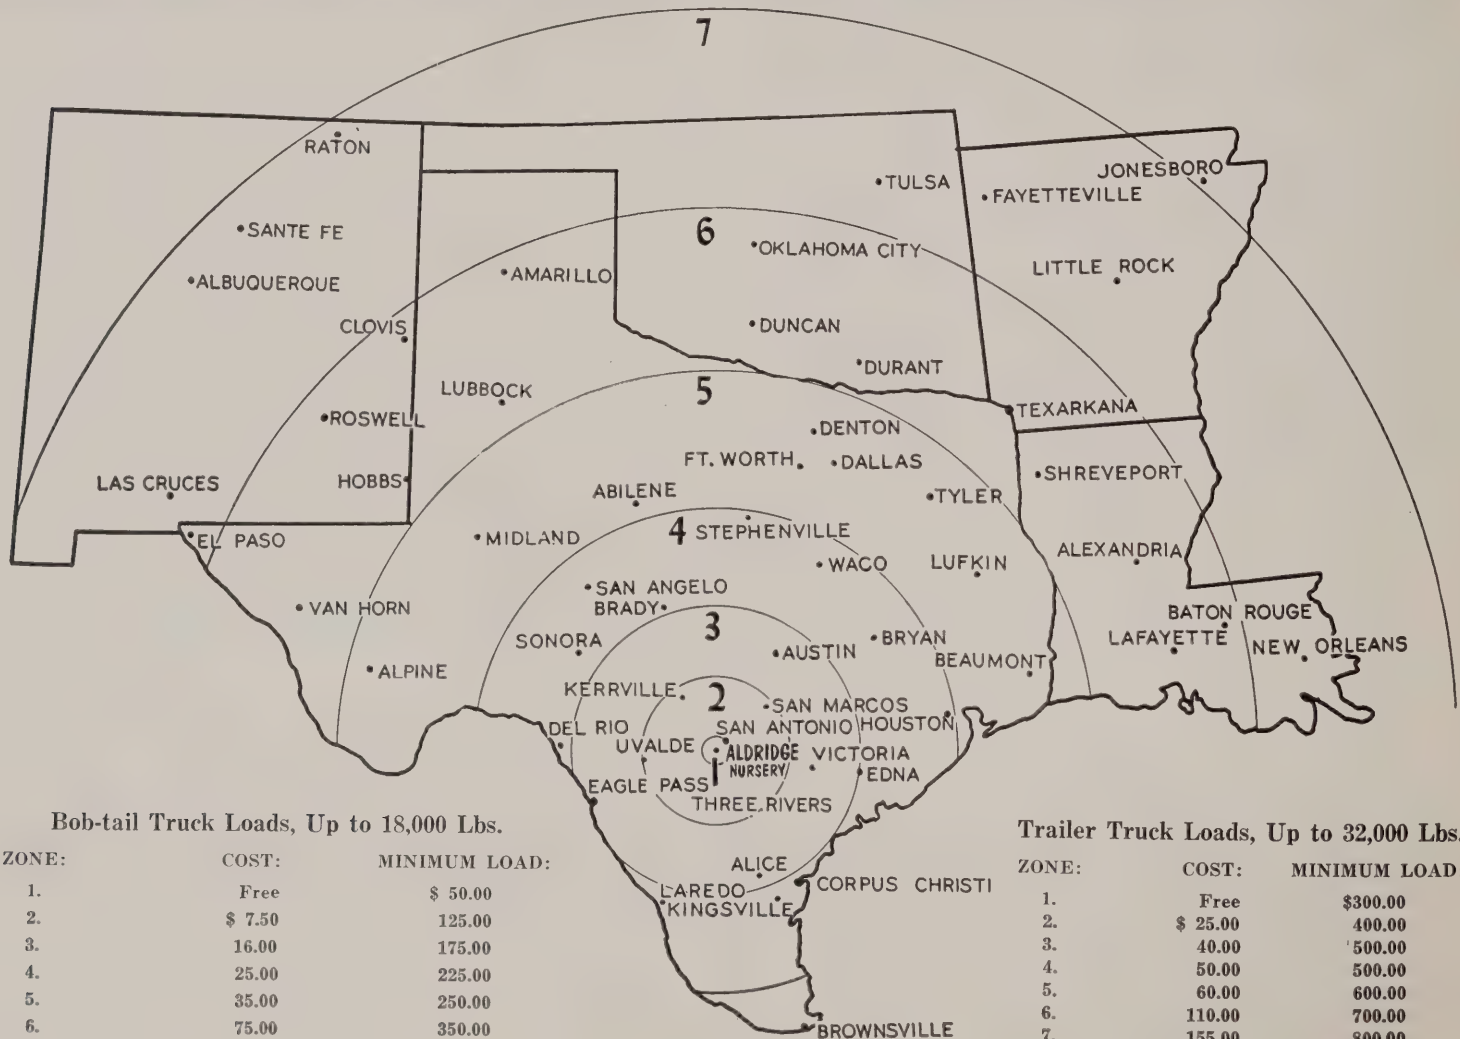 7
RATON
JONESBORO
TULSA
FAYETTEVILLE
SANTE FE
6
OKLAHOMA CITY
LITTLE ROCK
AMARILLO
ALBUQUERQUE
CLOVIS
DUNCAN
DURANT
LUBBOCK
5
TEXARKANA
ROSWELL
DENTON
FT. WORTH
DALLAS
SHREVEPORT
LAS CRUCES
HOBBS
ABILENE
TYLER
4
STEPHENVILLE
EL PASO
MIDLAND
ALEXANDRIA
WACO
LUFKIN
SAN ANGELO
BRADY
VAN HORN
BATON ROUGE
3
LAFAYETTE
SONORA
AUSTIN
BRYAN
NEW ORLEANS
BEAUMONT
ALPINE
KERRVILLE
2
SAN MARCOS
DEL RIO
SAN ANTONIO
HOUSTON
UVALDE
ALDRIDGE
NURSERY
1
VICTORIA
EDNA
EAGLE PASS
THREE RIVERS
ALICE
LAREDO
CORPUS CHRISTI
KINGSVILLE
BROWNSVILLE
Bob-tail Truck Loads, Up to 18,000 Lbs.
ZONE: COST: MINIMUM LOAD:
1. Free $ 50.00
2. $ 7.50 125.00
3. 16.00 175.00
4. 25.00 225.00
5. 35.00 250.00
6. 75.00 350.00
Trailer Truck Loads, Up to 32,000 Lbs.
ZONE: COST: MINIMUM LOAD
1. Free $300.00
2. $ 25.00 400.00
3. 40.00 500.00
4. 50.00 500.00
5. 60.00 600.00
6. 110.00 700.00
7. 155.00 800.00